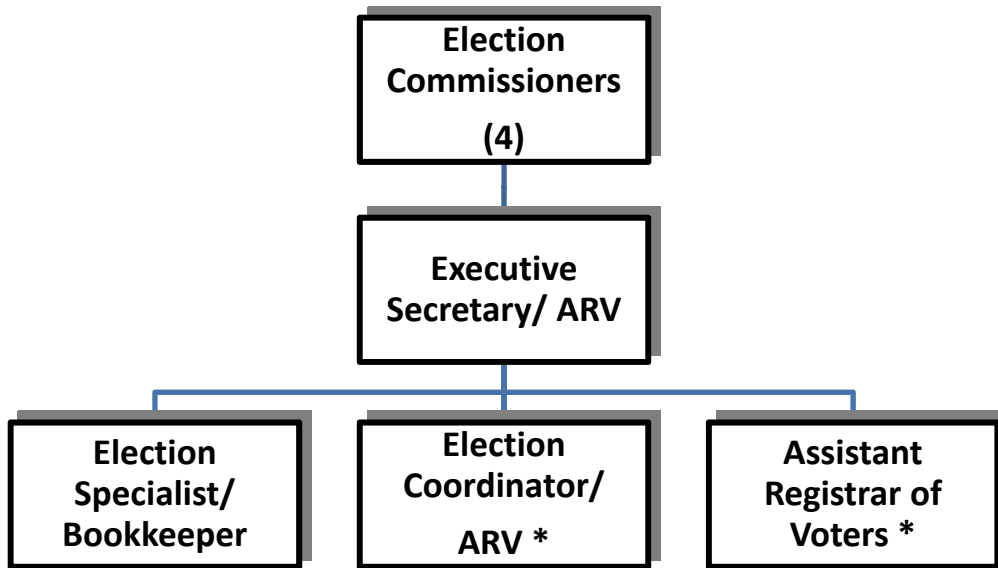 Election
Commissioners
(4)
Executive
Secretary/ ARV
Election
Specialist/
Bookkeeper
Election
Coordinator/
ARV *
Assistant
Registrar of
Voters *